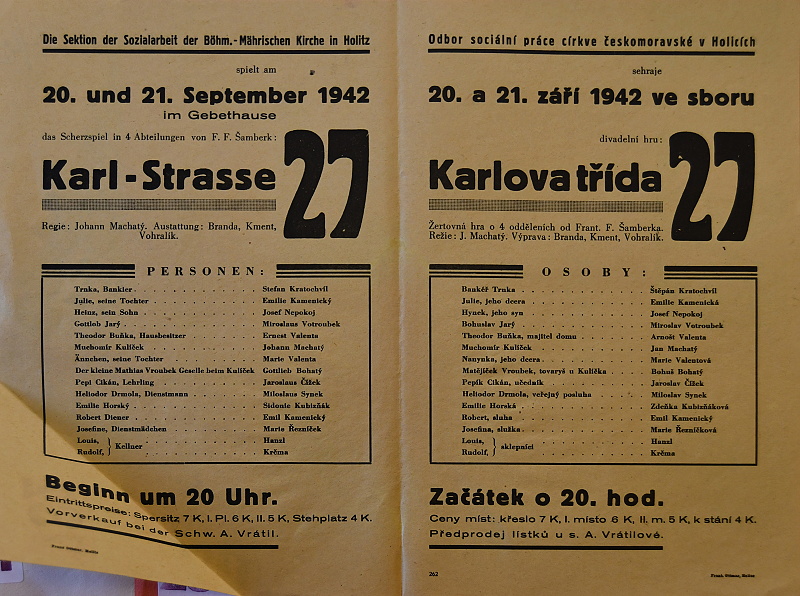 Die Sektion der Sozialarbeit der Böhm.-Mährischen Kirche in Holitz
spielt am
20. und 21. September 1942
im Gebethause
das Scherzspiel in 4 Abteilungen von F. F. Šamberk:
Karl-Strasse 27
Regie: Johann Machatý. Austattung: Branda, Kment,
Vohralík.
PERSONEN:
Trnka, Bankier . . . . . . . . . . Stefan Kratochvíl
Julie, seine Tochter . . . . . . . . . . Emilie Kamenický
Heinz, sein Sohn . . . . . . . . . . Josef Nepokoj
Gottlieb Jarý . . . . . . . . . . Miroslaus Votroubek
Theodor Buňka, Hausbesitzer . . . . . . . . . . Ernest Valenta
Muchomír Kulíček . . . . . . . . . . Johann Machatý
Ännchen, seine Tochter . . . . . . . . . . Marie Valenta
Der kleine Mathias Vroubek Geselle beim Kulíček Gottlieb Bohatý
Pepi Cikán, Lehrling . . . . . . . . . . Jaroslaus Čížek
Heliodor Drmola, Dienstmann . . . . . . . . . . Miloslaus Synek
Emilie Horský . . . . . . . . . . Sidonie Kubizňák
Robert Diener . . . . . . . . . . Emil Kamenický
Josefine, Dienstmädchen . . . . . . . . . . Marie Řezníček
Louis, } Kellner . . . . . . . . . . Hanzl
Rudolf, } . . . . . . . . . . Krčma
Beginn um 20 Uhr.
Eintrittspreise: Spersitz 7 K, I. Pl. 6 K, II. 5 K, Stehplatz 4 K.
Vorverkauf bei der Schw. A. Vrátil.
Odbor sociální práce církve českomoravské v Holicích
sehraje
20. a 21. září 1942 ve sboru
divadelní hru:
Karlova třída 27
Žertovná hra o 4 odděleních od Frant. F. Šamberka.
Režie: J. Machatý. Výprava: Branda, Kment, Vohralík.
OSOBY:
Bankéř Trnka . . . . . . . . . . Štěpán Kratochvíl
Julie, jeho dcera . . . . . . . . . . Emilie Kamenická
Hynek, jeho syn . . . . . . . . . . Josef Nepokoj
Bohuslav Jarý . . . . . . . . . . Miroslav Votroubek
Theodor Buňka, majitel domu . . . . . . . . . . Arnošt Valenta
Muchomír Kulíček . . . . . . . . . . Jan Machatý
Nanynka, jeho dcera . . . . . . . . . . Marie Valentová
Matějíček Vroubek, tovaryš u Kulíčka . . . . . . . . . . Bohuš Bohatý
Pepík Cikán, učedník . . . . . . . . . . Jaroslav Čížek
Heliodor Drmola, veřejný posluha . . . . . . . . . . Miloslav Synek
Emilie Horská . . . . . . . . . . Zdeňka Kubizňáková
Robert, sluha . . . . . . . . . . Emil Kamenický
Josefina, služka . . . . . . . . . . Marie Řezníčková
Louis, } sklepníci . . . . . . . . . . Hanzl
Rudolf, } . . . . . . . . . . Krčma
Začátek o 20. hod.
Ceny míst: křeslo 7 K, I. místo 6 K, II. m. 5 K, k stání 4 K.
Předprodej lístků u s. A. Vrátilové.
262